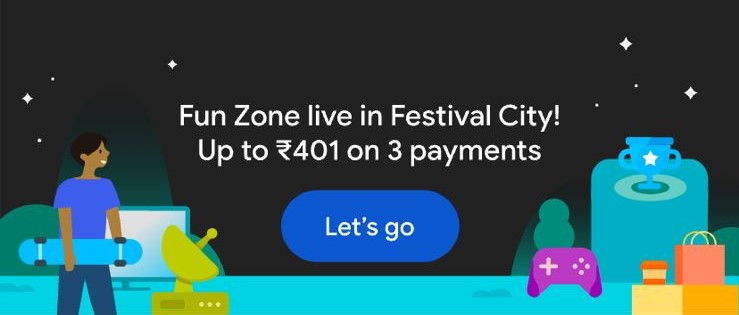 Fun Zone live in Festival City!
Up to ₹401 on 3 payments
Let's go